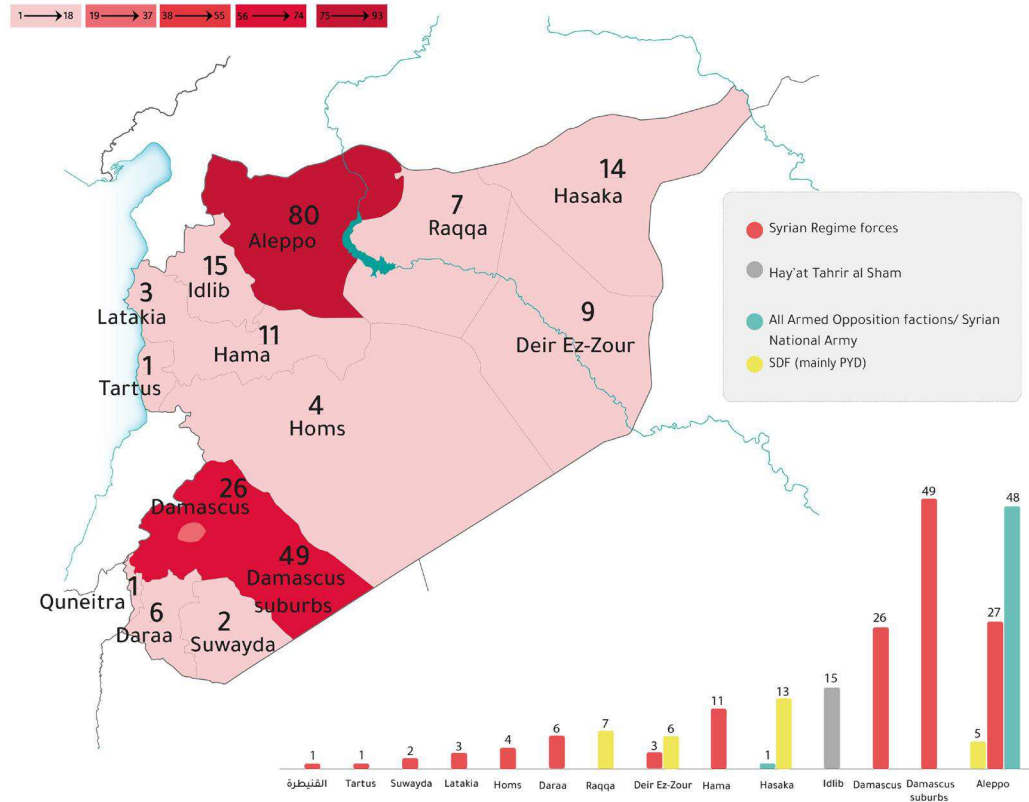 1 18 19 37 38 55 56 74 75 93
14
Hasaka
7
Raqqa
80
Aleppo
15
Idlib
3
Latakia
11
Hama
9
Deir Ez-Zour
1
Tartus
4
Homs
26
Damascus
49
Damascus
suburbs
1
Quneitra
6
Daraa
2
Suwayda
Syrian Regime forces
Hay`at Tahrir al Sham
All Armed Opposition factions/ Syrian
National Army
SDF (mainly PYD)
1 1 2 3 4 6 7 3 6 11 1 13 15 26 49 5 27 48
القنيطرة Tartus Suwayda Latakia Homs Daraa Raqqa Deir Ez-Zour Hama Hasaka Idlib Damascus Damascus Aleppo
suburbs